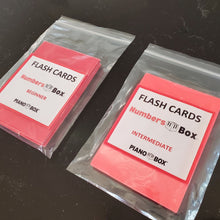 FLASH CARDS
Numbers Box
BEGINNER
PIANO BOX
FLASH CARDS
Numbers Box
INTERMEDIATE
PIANO BOX